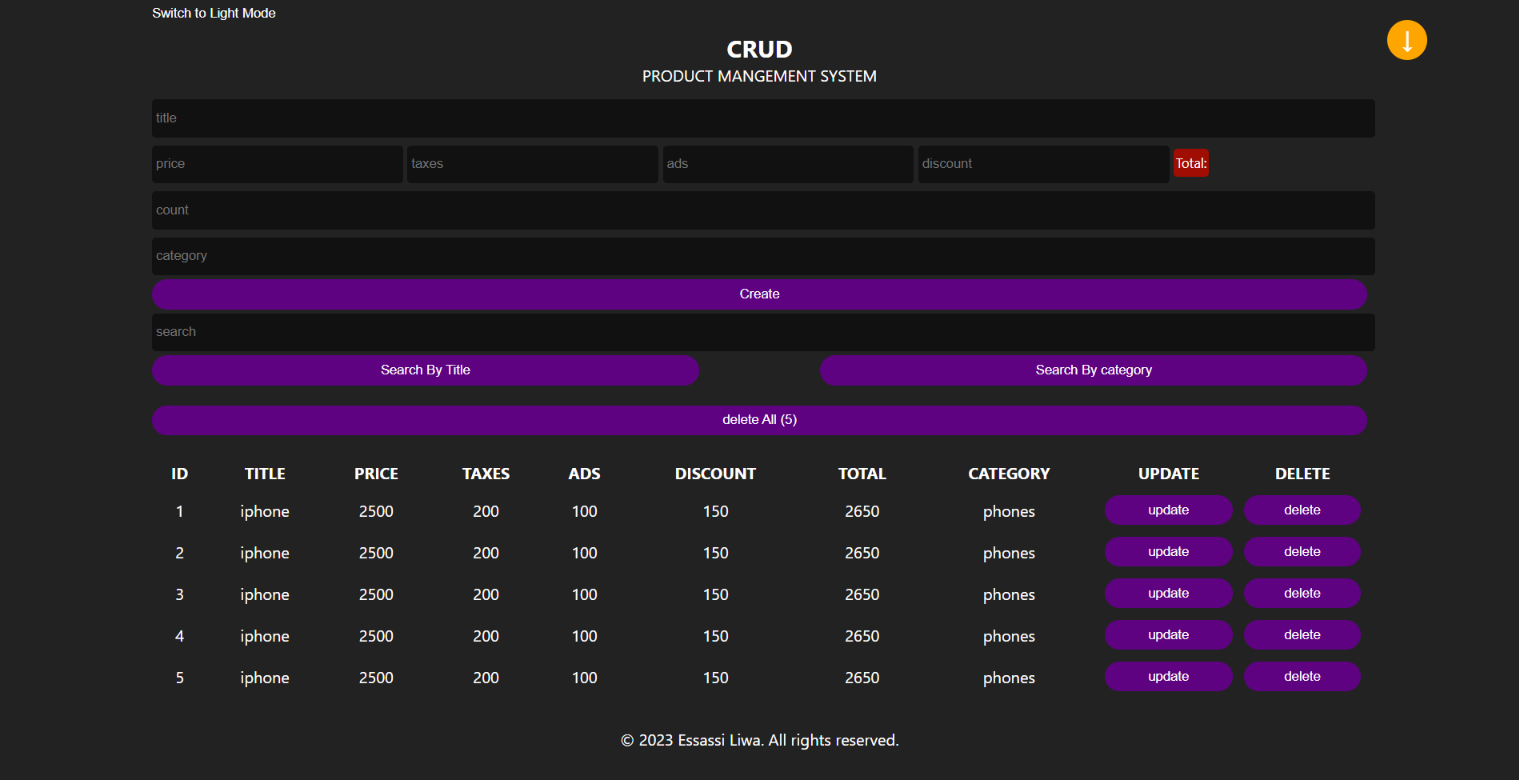 Switch to Light Mode
↓
CRUD
PRODUCT MANGEMENT SYSTEM
title
price taxes ads discount Total:
count
category
Create
search
Search By Title Search By category
delete All (5)
ID TITLE PRICE TAXES ADS DISCOUNT TOTAL CATEGORY UPDATE DELETE
1 iphone 2500 200 100 150 2650 phones update delete
2 iphone 2500 200 100 150 2650 phones update delete
3 iphone 2500 200 100 150 2650 phones update delete
4 iphone 2500 200 100 150 2650 phones update delete
5 iphone 2500 200 100 150 2650 phones update delete
© 2023 Essassi Liwa. All rights reserved.